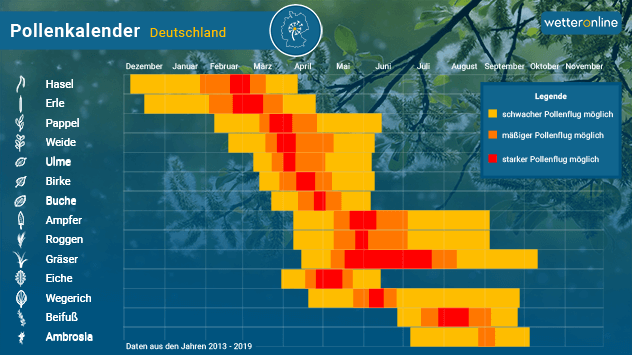 Pollenkalender Deutschland
wetteronline
Dezember Januar Februar März April Mai Juni Juli August September Oktober November
Hasel
Erle
Pappel
Weide
Ulme
Birke
Buche
Ampfer
Roggen
Gräser
Eiche
Wegerich
Beifuß
Ambrosia
Legende
schwacher Pollenflug möglich
mäßiger Pollenflug möglich
starker Pollenflug möglich
Daten aus den Jahren 2013 - 2019